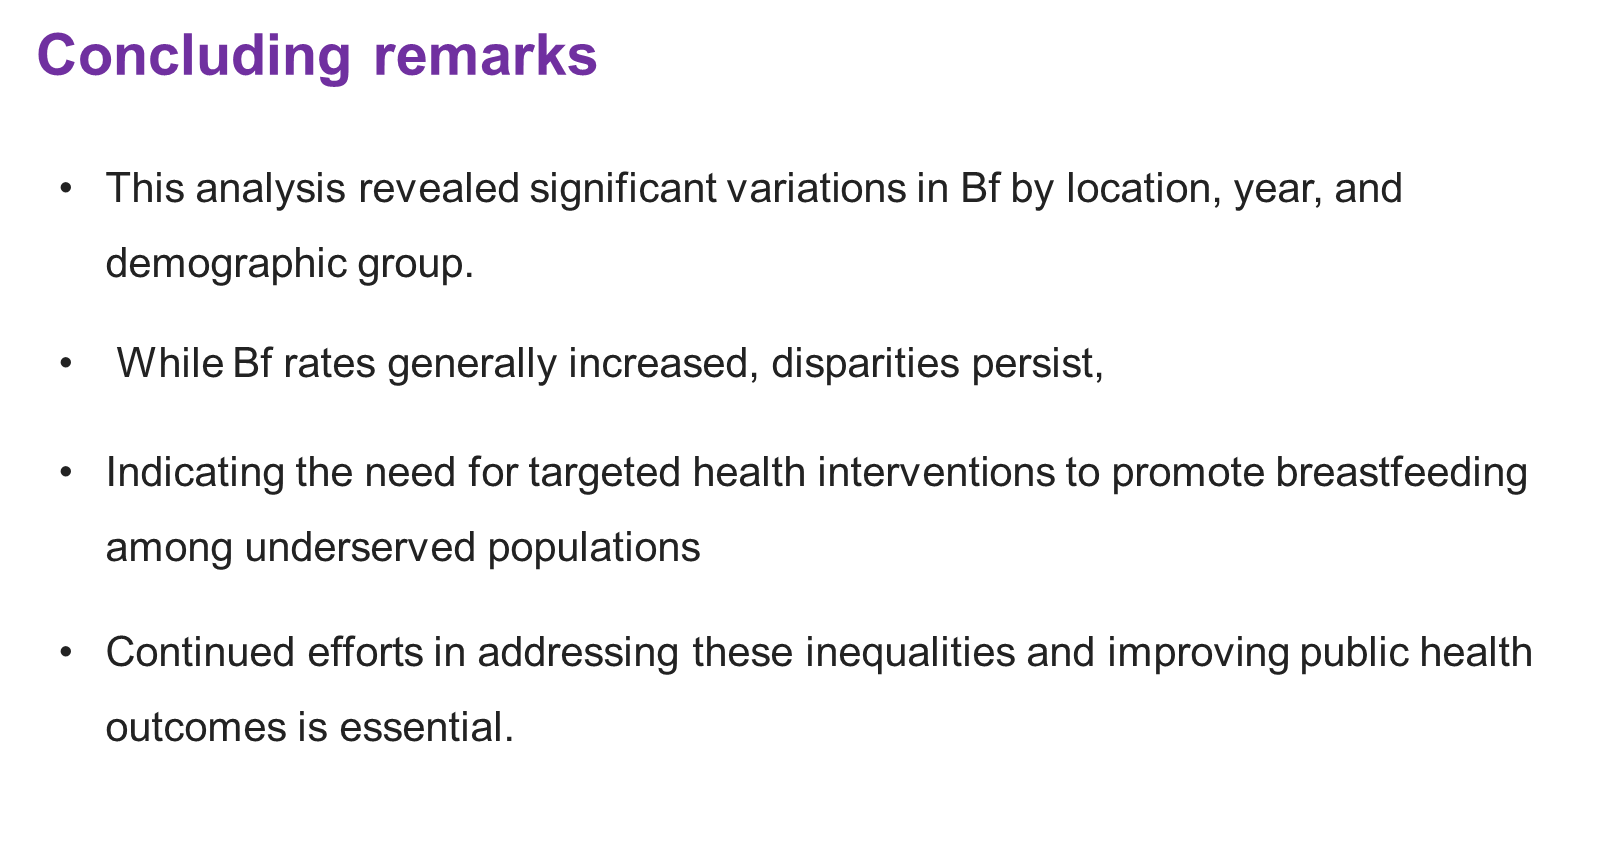 Concluding remarks
• This analysis revealed significant variations in Bf by location, year, and
demographic group.
• While Bf rates generally increased, disparities persist,
• Indicating the need for targeted health interventions to promote breastfeeding
among underserved populations
• Continued efforts in addressing these inequalities and improving public health
outcomes is essential.